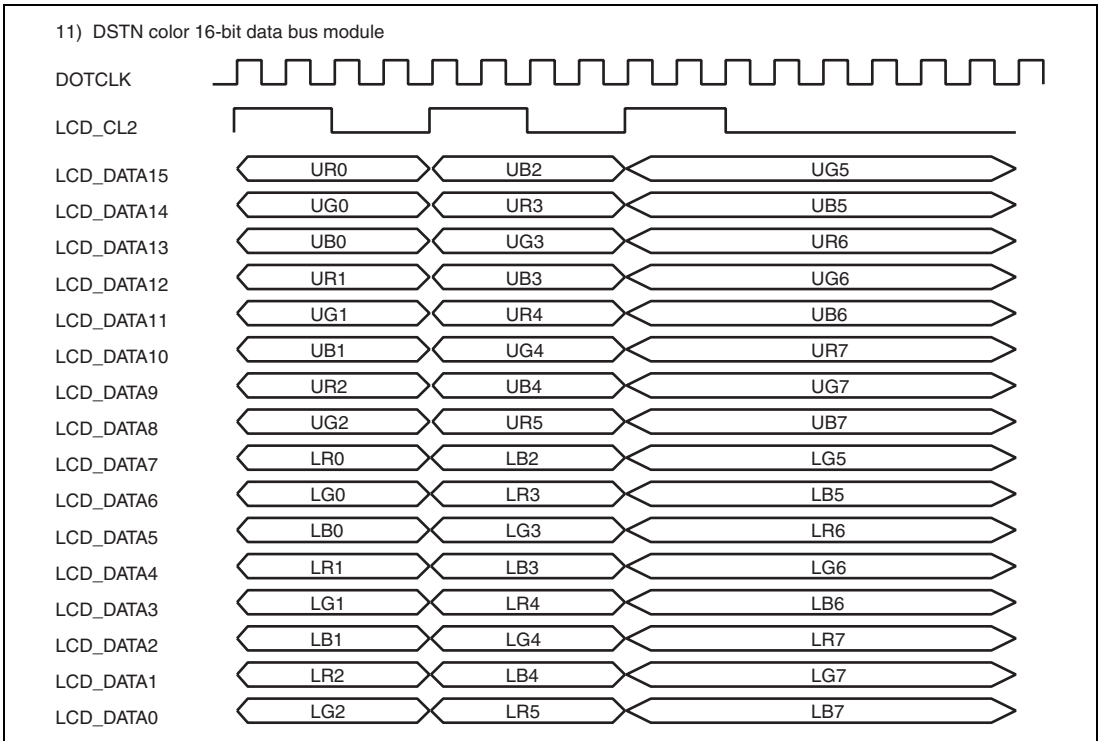 11) DSTN color 16-bit data bus module
DOTCLK
LCD_CL2
LCD_DATA15 UR0 UB2 UG5
LCD_DATA14 UG0 UR3 UB5
LCD_DATA13 UB0 UG3 UR6
LCD_DATA12 UR1 UB3 UG6
LCD_DATA11 UG1 UR4 UB6
LCD_DATA10 UB1 UG4 UR7
LCD_DATA9 UR2 UB4 UG7
LCD_DATA8 UG2 UR5 UB7
LCD_DATA7 LR0 LB2 LG5
LCD_DATA6 LG0 LR3 LB5
LCD_DATA5 LB0 LG3 LR6
LCD_DATA4 LR1 LB3 LG6
LCD_DATA3 LG1 LR4 LB6
LCD_DATA2 LB1 LG4 LR7
LCD_DATA1 LR2 LB4 LG7
LCD_DATA0 LG2 LR5 LB7